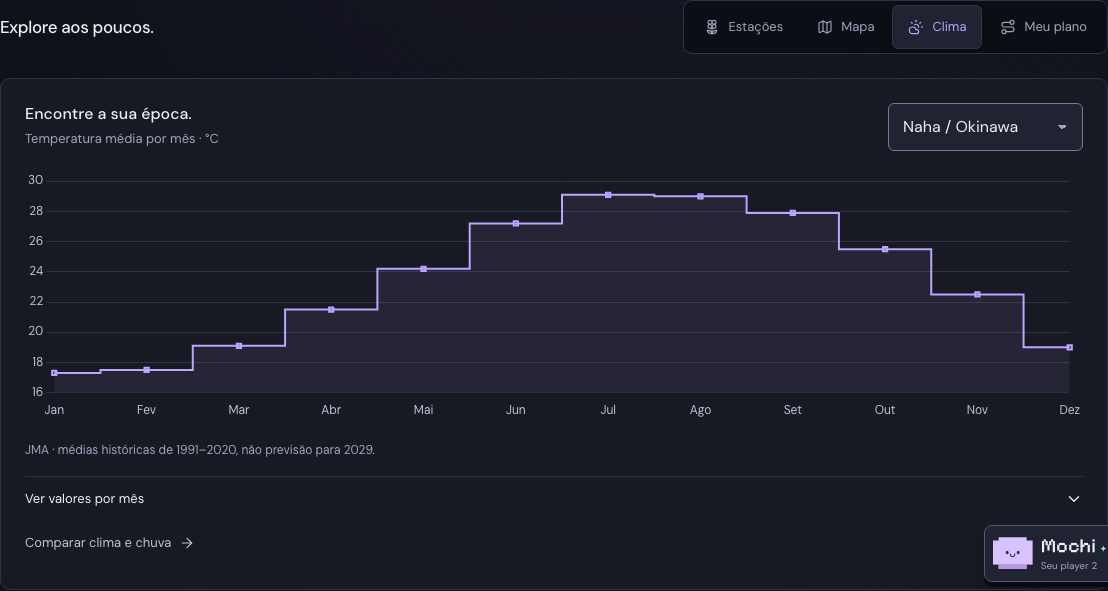 Explore aos poucos.
Estações
Mapa
Clima
Meu plano
Encontre a sua época.
Temperatura média por mês · °C
Naha / Okinawa
30
28
26
24
22
20
18
16
Jan Fev Mar Abr Mai Jun Jul Ago Set Out Nov Dez
JMA · médias históricas de 1991–2020, não previsão para 2029.
Ver valores por mês
Comparar clima e chuva →
Mochi
Seu player 2